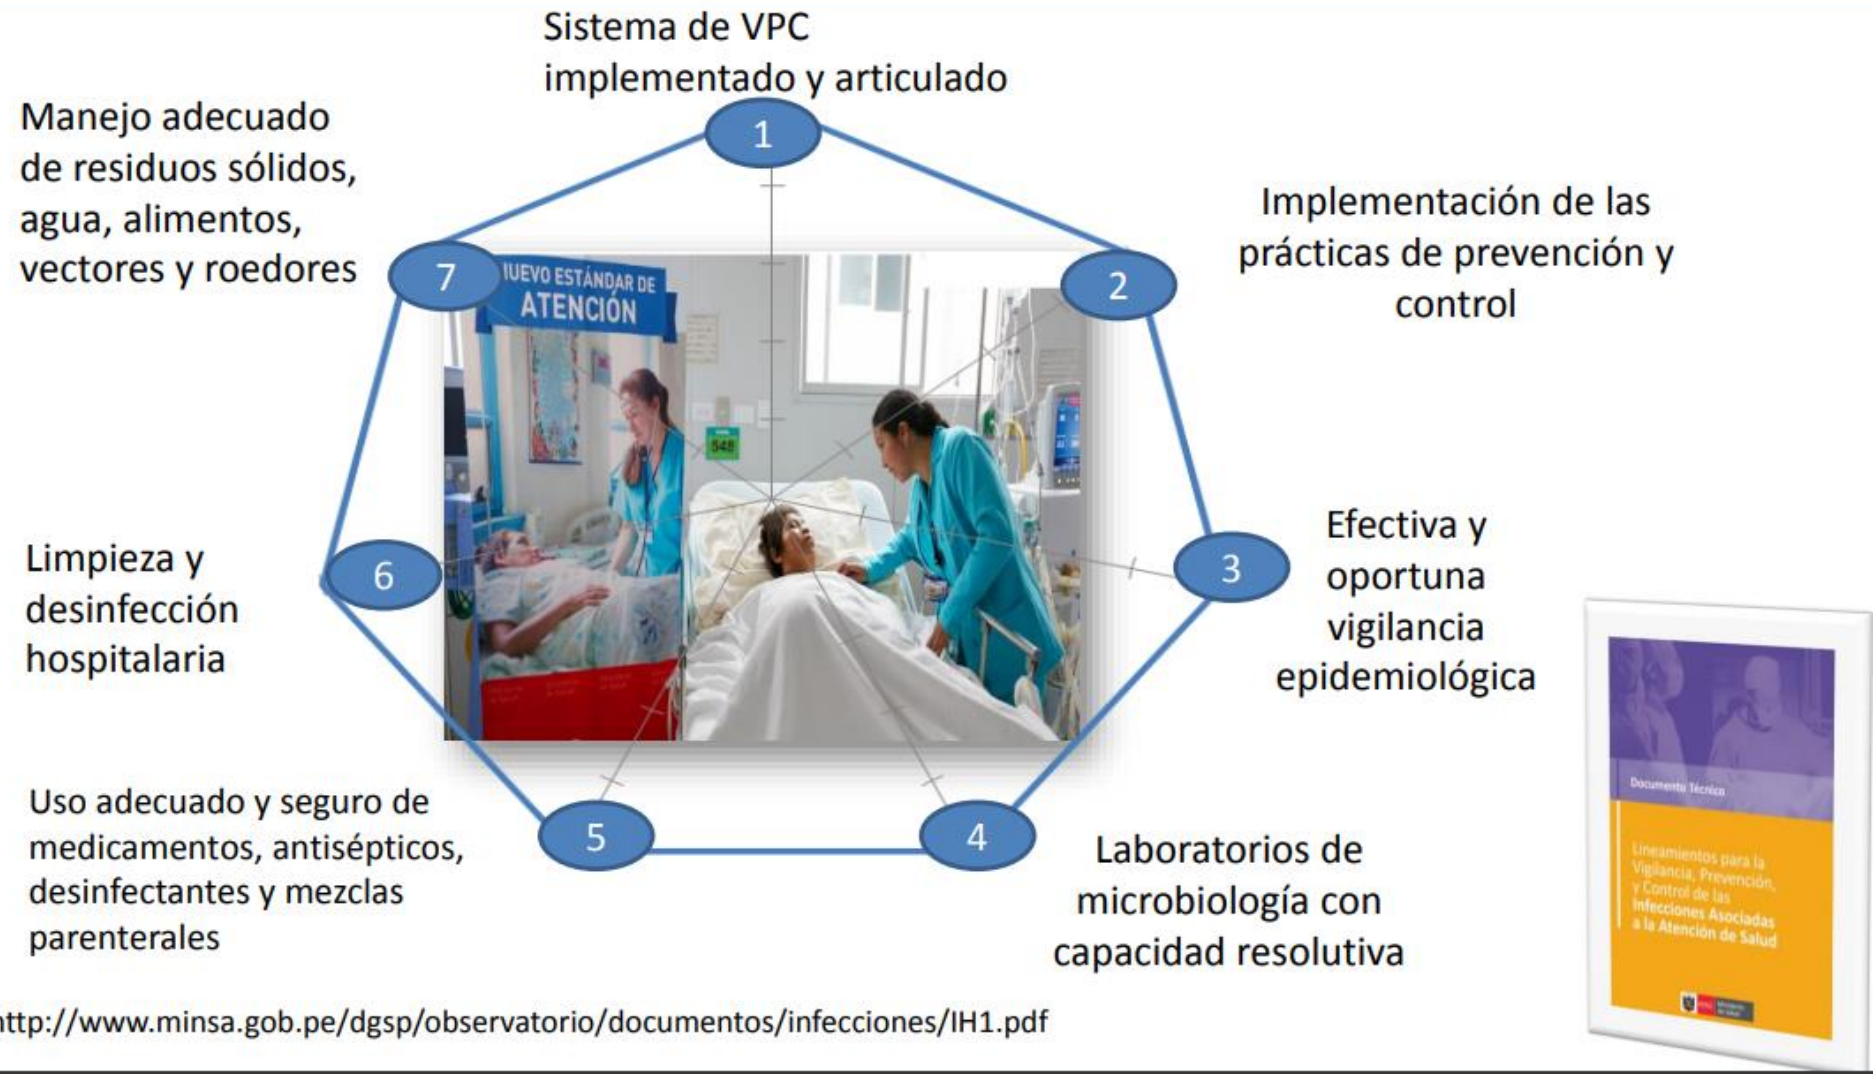 Sistema de VPC
implementado y articulado
1
Manejo adecuado
de residuos sólidos,
agua, alimentos,
vectores y roedores
7
Implementación de las
prácticas de prevención y
control
2
UEVO ESTÁNDAR DE
ATENCIÓN
548
Limpieza y
desinfección
hospitalaria
6
Efectiva y
oportuna
vigilancia
epidemiológica
3
Uso adecuado y seguro de
medicamentos, antisépticos,
desinfectantes y mezclas
parenterales
5
4
Laboratorios de
microbiología con
capacidad resolutiva
Documento Técnico
Lineamientos para la
Vigilancia, Prevención,
y Control de las
Infecciones Asociadas
a la Atención de Salud
ttp://www.minsa.gob.pe/dgsp/observatorio/documentos/infecciones/IH1.pdf